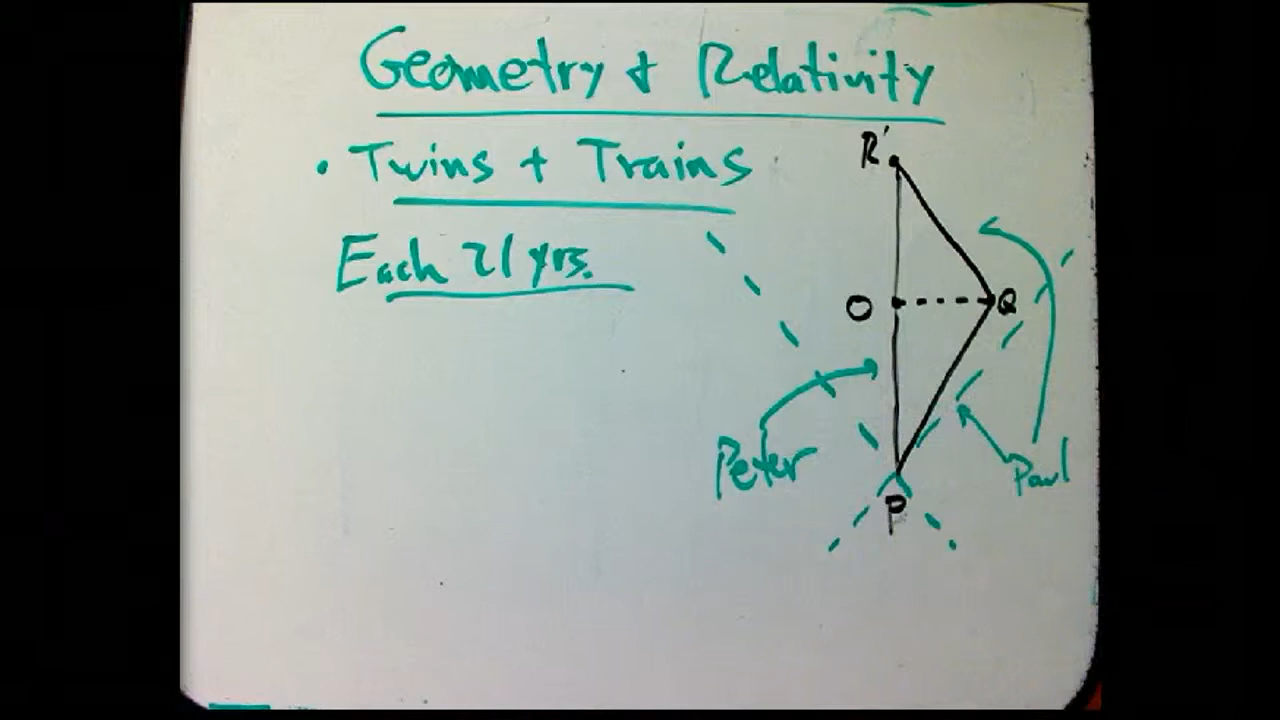 Geometry + Relativity
• Twins + Trains
Each 21 yrs.
R'
O
Q
Peter
Paul
P